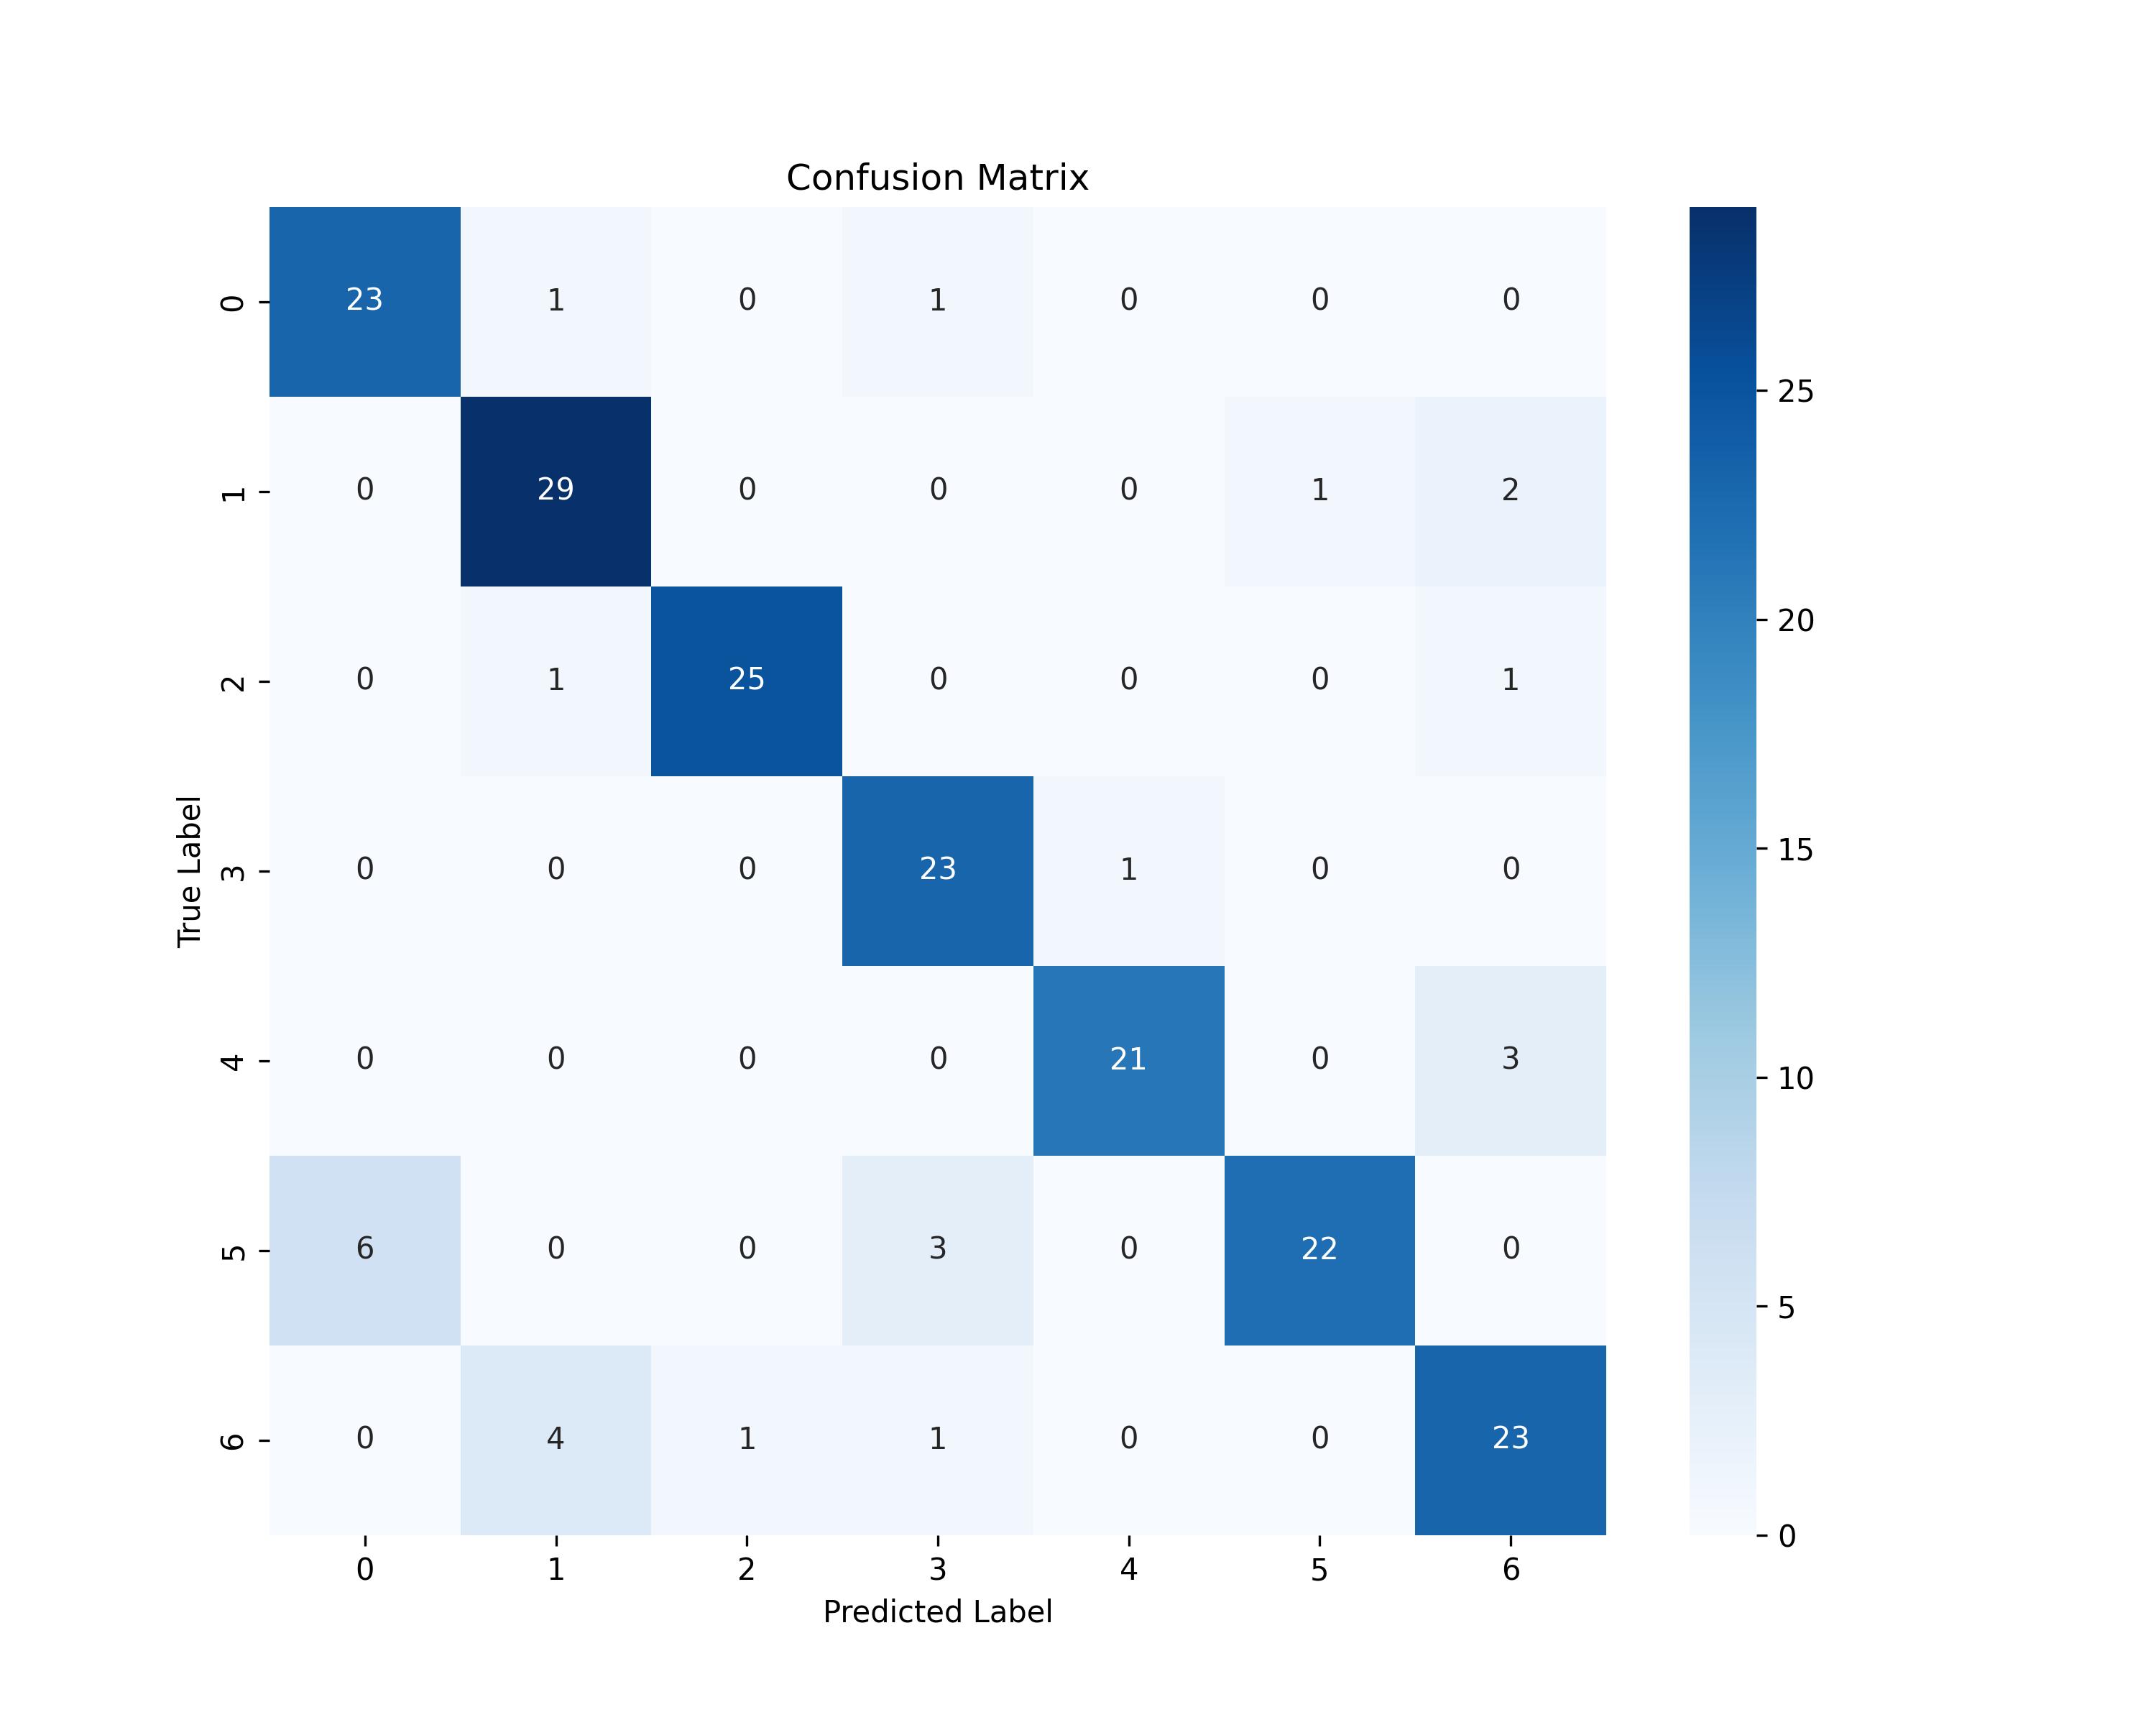 Confusion Matrix
0 23 1 0 1 0 0 0
1 0 29 0 0 0 1 2
2 0 1 25 0 0 0 1
3 0 0 0 23 1 0 0
4 0 0 0 0 21 0 3
5 6 0 0 3 0 22 0
6 0 4 1 1 0 0 23
0 1 2 3 4 5 6
True Label
Predicted Label
25
20
15
10
5
0